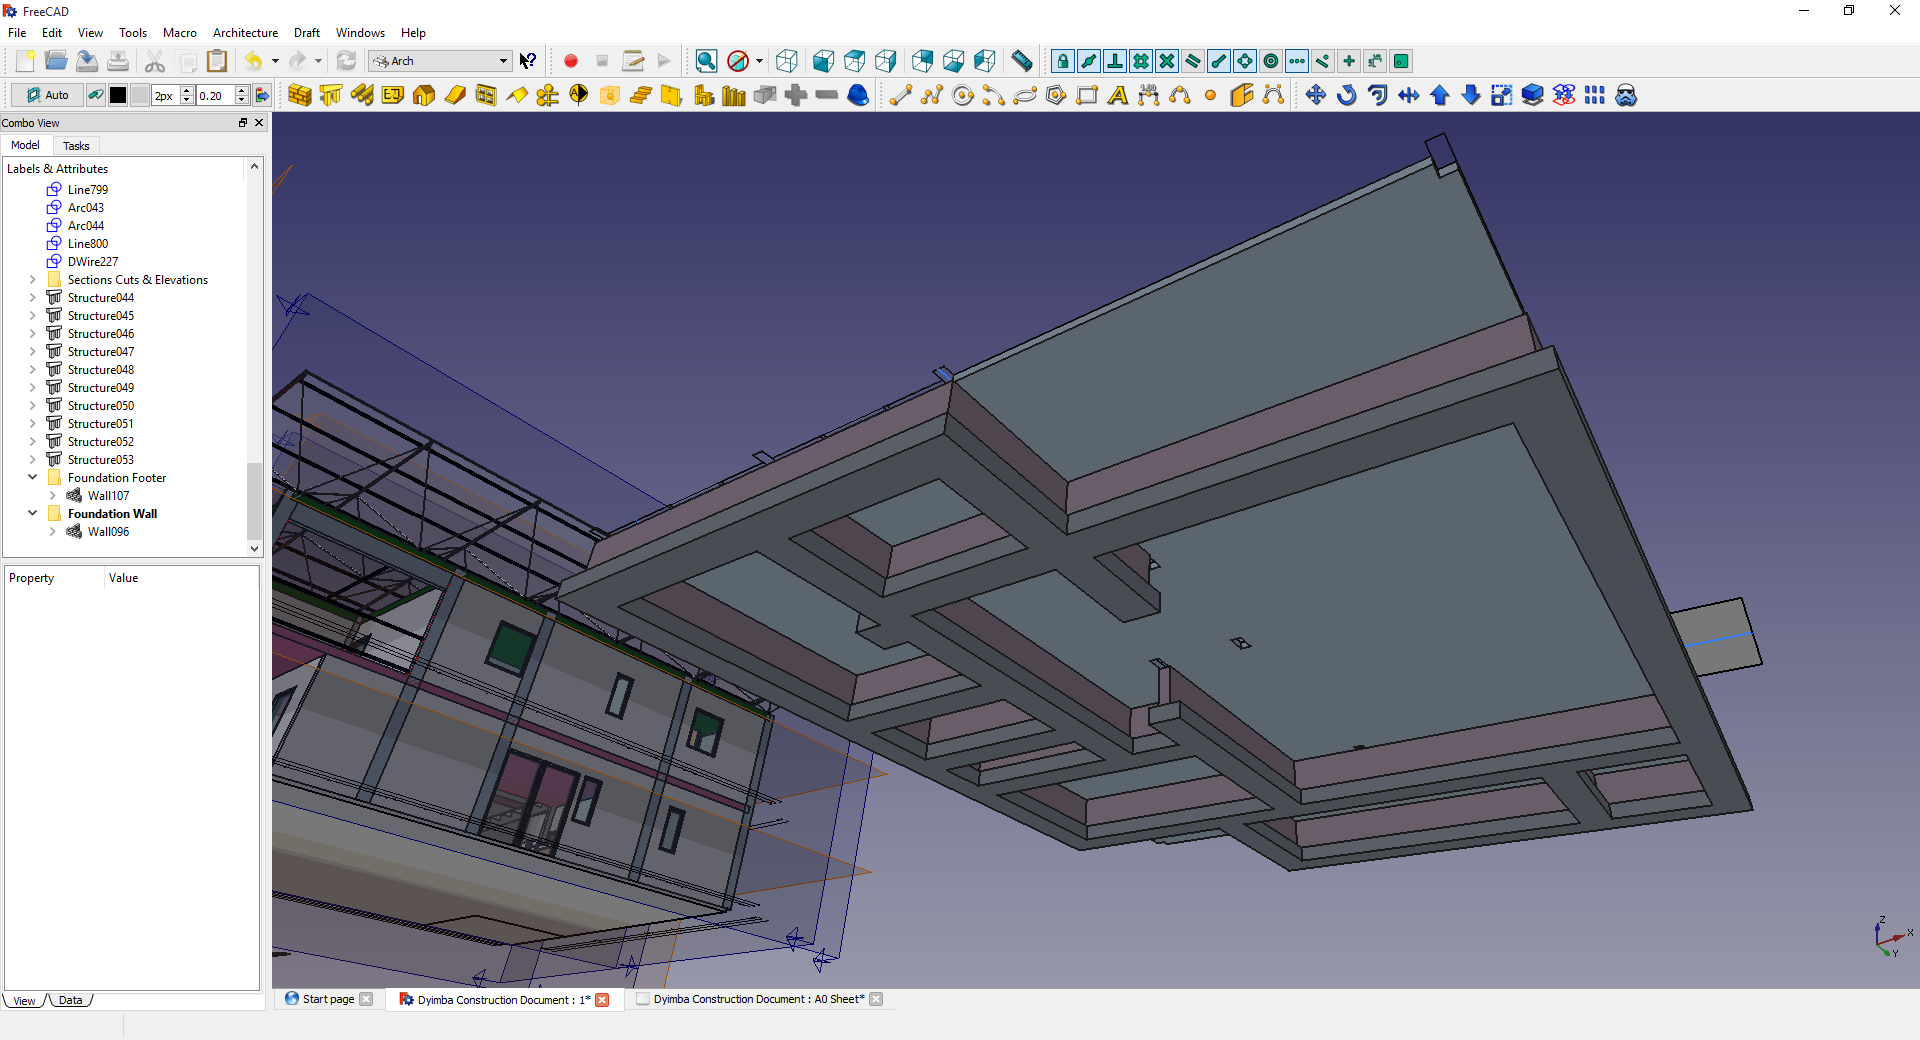 FreeCAD
File Edit View Tools Macro Architecture Draft Windows Help
Arch
Auto 2px 0.20
Combo View
Model Tasks
Labels & Attributes
Line799
Arc043
Arc044
Line800
DWire227
Sections Cuts & Elevations
Structure044
Structure045
Structure046
Structure047
Structure048
Structure049
Structure050
Structure051
Structure052
Structure053
Foundation Footer
Wall107
Foundation Wall
Wall096
Property Value
Z
X
Y
View Data
Start page Dyimba Construction Document : 1* Dyimba Construction Document : A0 Sheet*